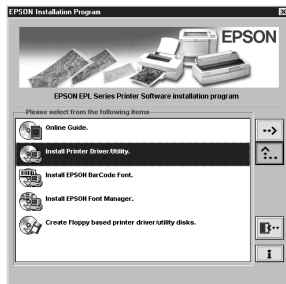 EPSON Installation Program
EPSON
EPSON EPL Series Printer Software installation program
Please select from the following items
Online Guide.
Install Printer Driver/Utility.
Install EPSON BarCode Font.
Install EPSON Font Manager.
Create Floppy based printer driver/utility disks.